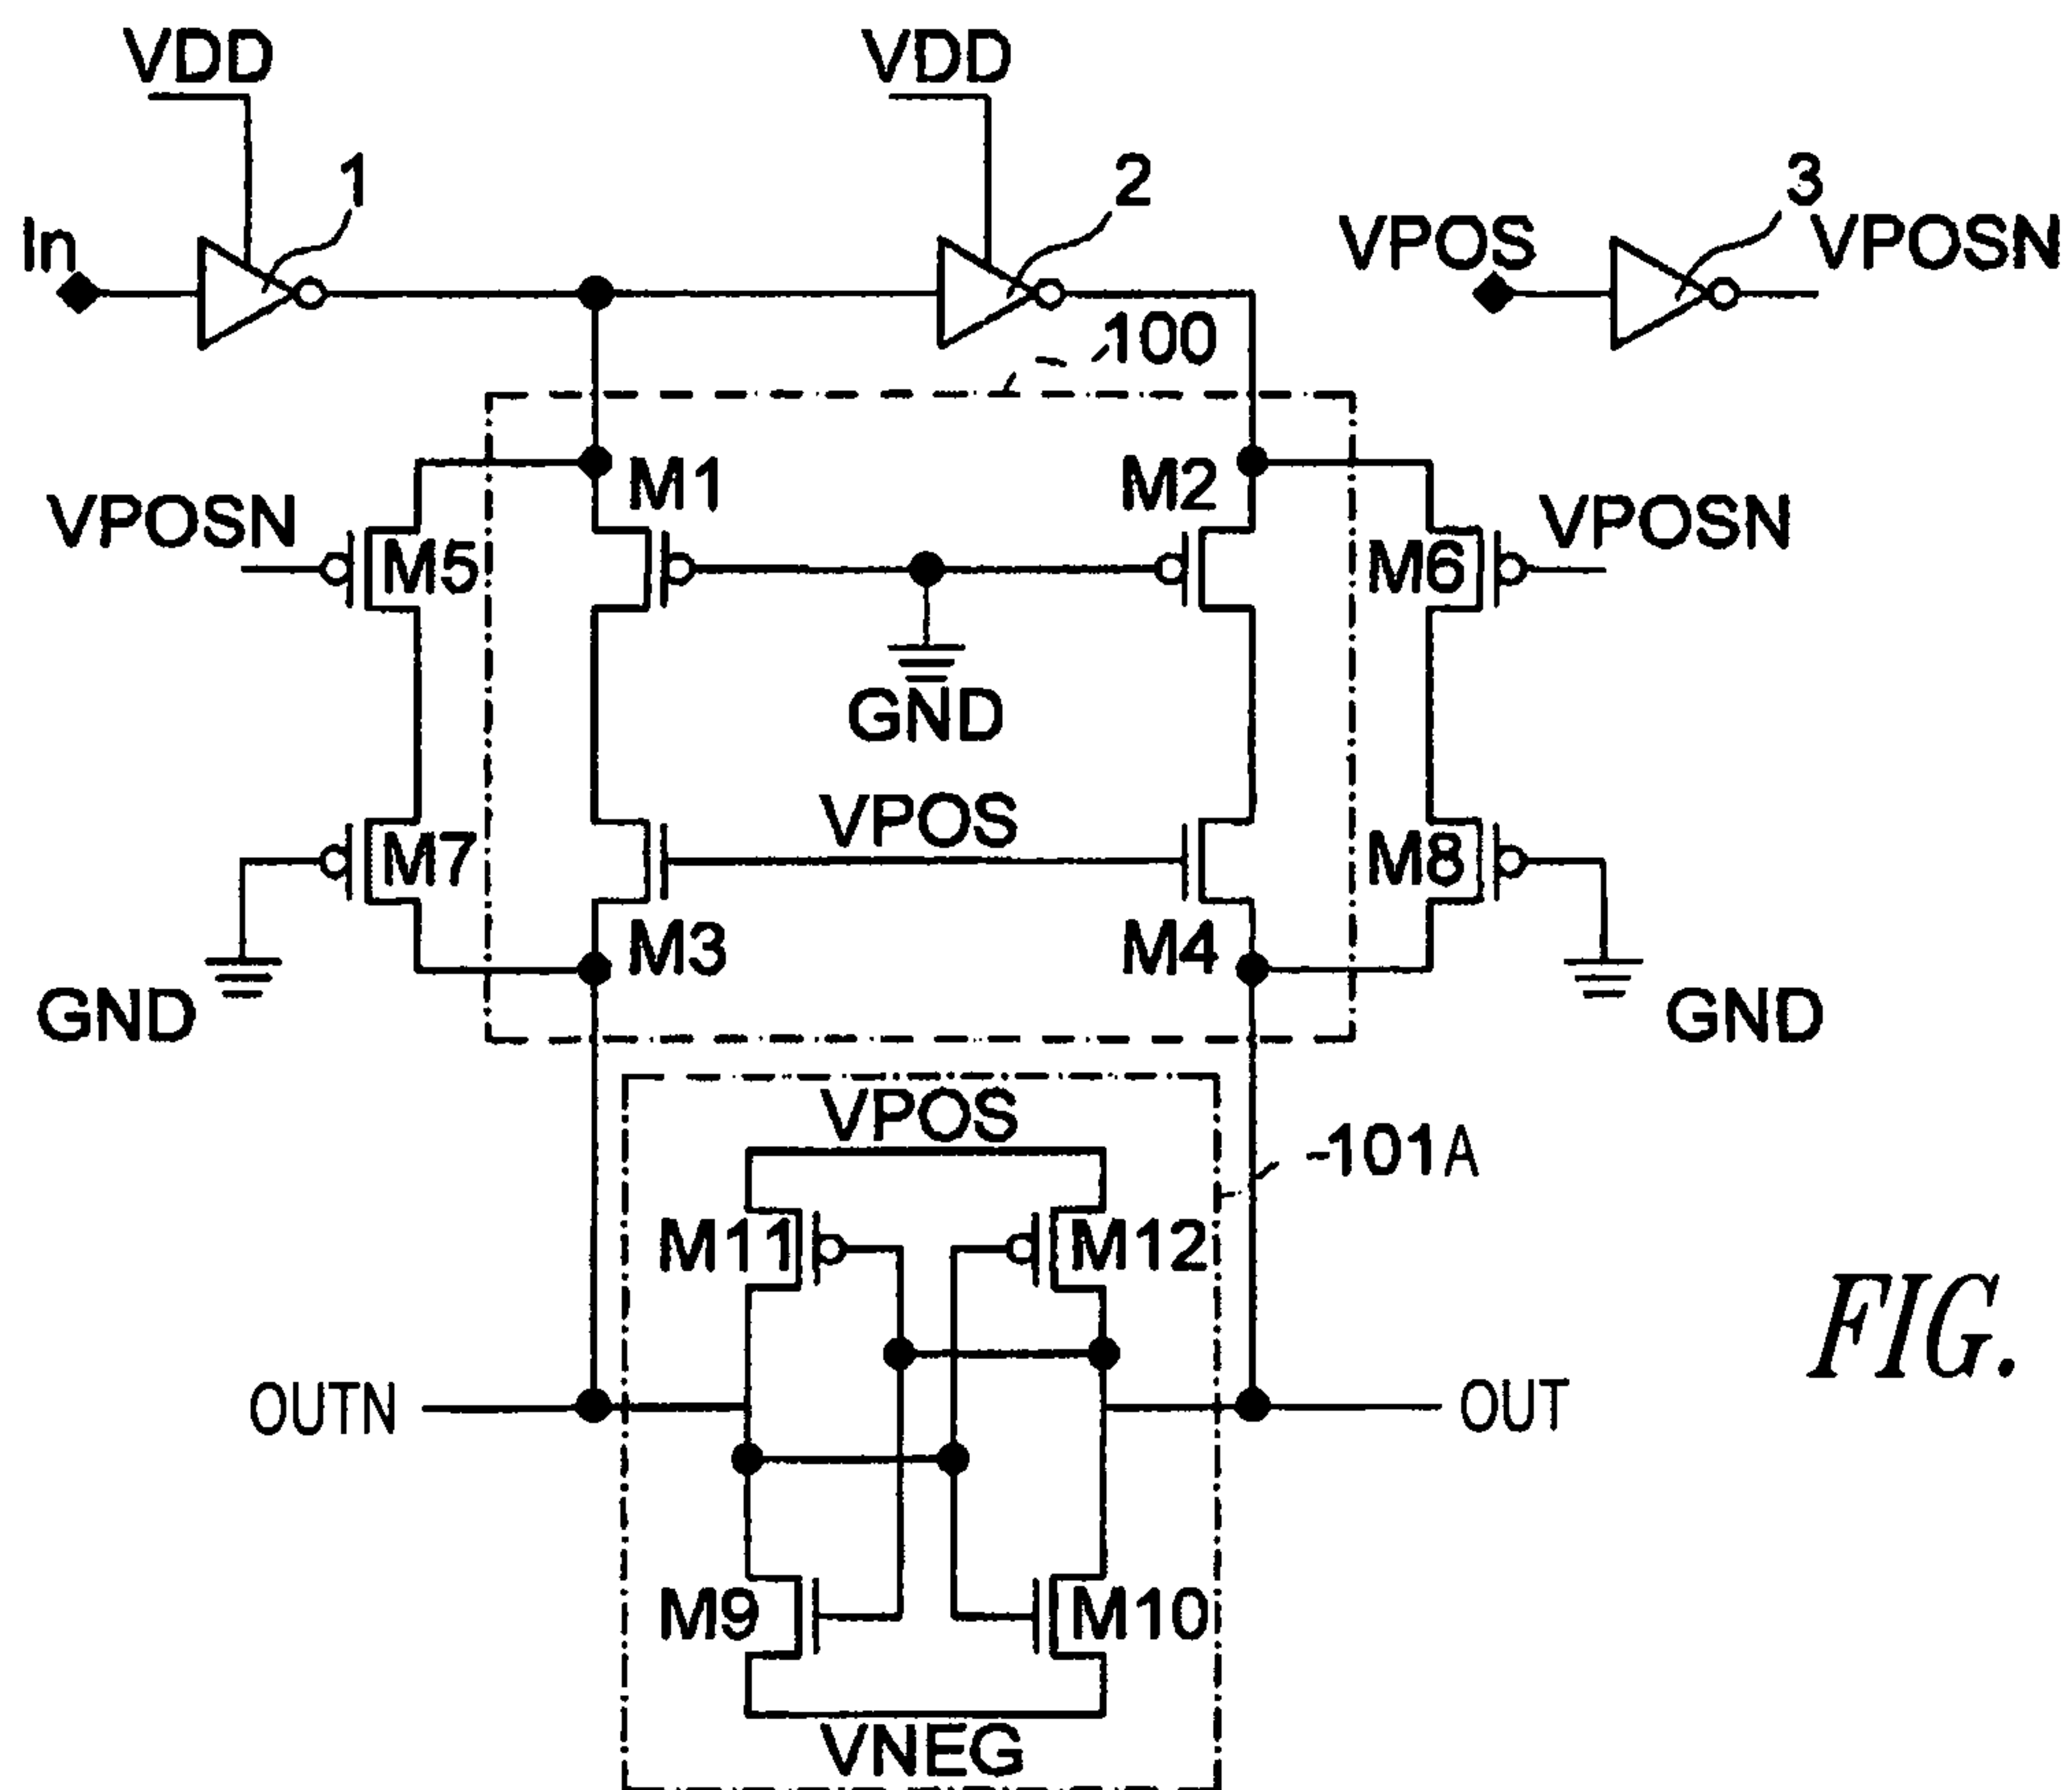 VDD
VDD
1
2
3
In
VPOS
VPOSN
100
M1
M2
VPOSN
M5
M6
VPOSN
GND
VPOS
M7
M8
M3
M4
GND
GND
VPOS
-101A
M11
M12
FIG.
OUTN
OUT
M9
M10
VNEG